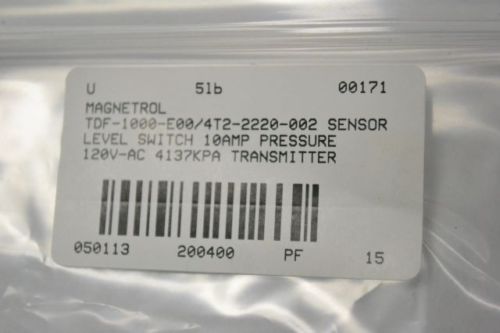 U 5lb 00171
MAGNETROL
TDF-1000-E00/4T2-2220-002 SENSOR
LEVEL SWITCH 10AMP PRESSURE
120V-AC 4137KPA TRANSMITTER
050113 200400 PF 15